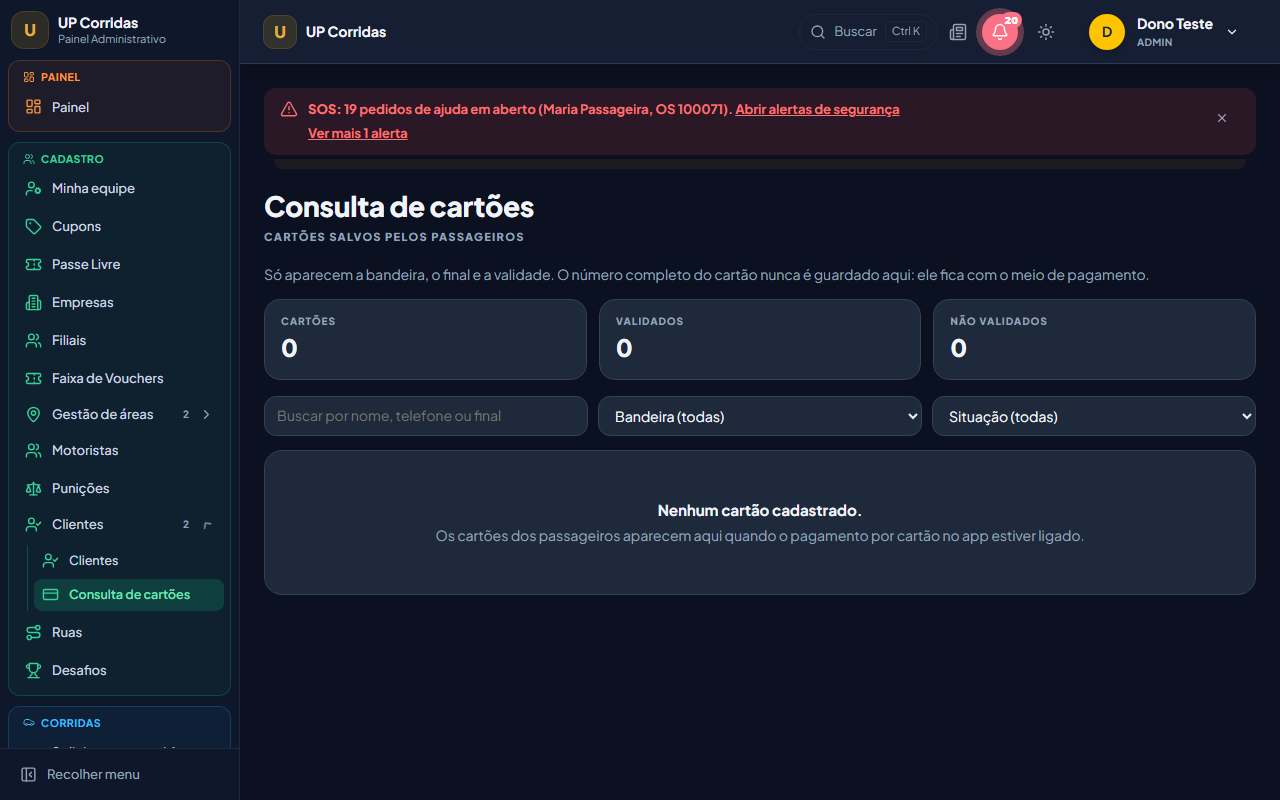 U
UP Corridas
Painel Administrativo
PAINEL
Painel
CADASTRO
Minha equipe
Cupons
Passe Livre
Empresas
Filiais
Faixa de Vouchers
Gestão de áreas 2
Motoristas
Punições
Clientes 2
Clientes
Consulta de cartões
Ruas
Desafios
CORRIDAS
Recolher menu
U UP Corridas
Buscar Ctrl K
20
D
Dono Teste
ADMIN
SOS: 19 pedidos de ajuda em aberto (Maria Passageira, OS 100071). Abrir alertas de segurança
Ver mais 1 alerta
Consulta de cartões
CARTÕES SALVOS PELOS PASSAGEIROS
Só aparecem a bandeira, o final e a validade. O número completo do cartão nunca é guardado aqui: ele fica com o meio de pagamento.
CARTÕES
0
VALIDADOS
0
NÃO VALIDADOS
0
Buscar por nome, telefone ou final
Bandeira (todas)
Situação (todas)
Nenhum cartão cadastrado.
Os cartões dos passageiros aparecem aqui quando o pagamento por cartão no app estiver ligado.